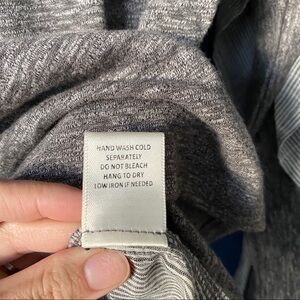 HAND WASH COLD
SEPARATELY
DO NOT BLEACH
HANG TO DRY
LOW IRON IF NEEDED